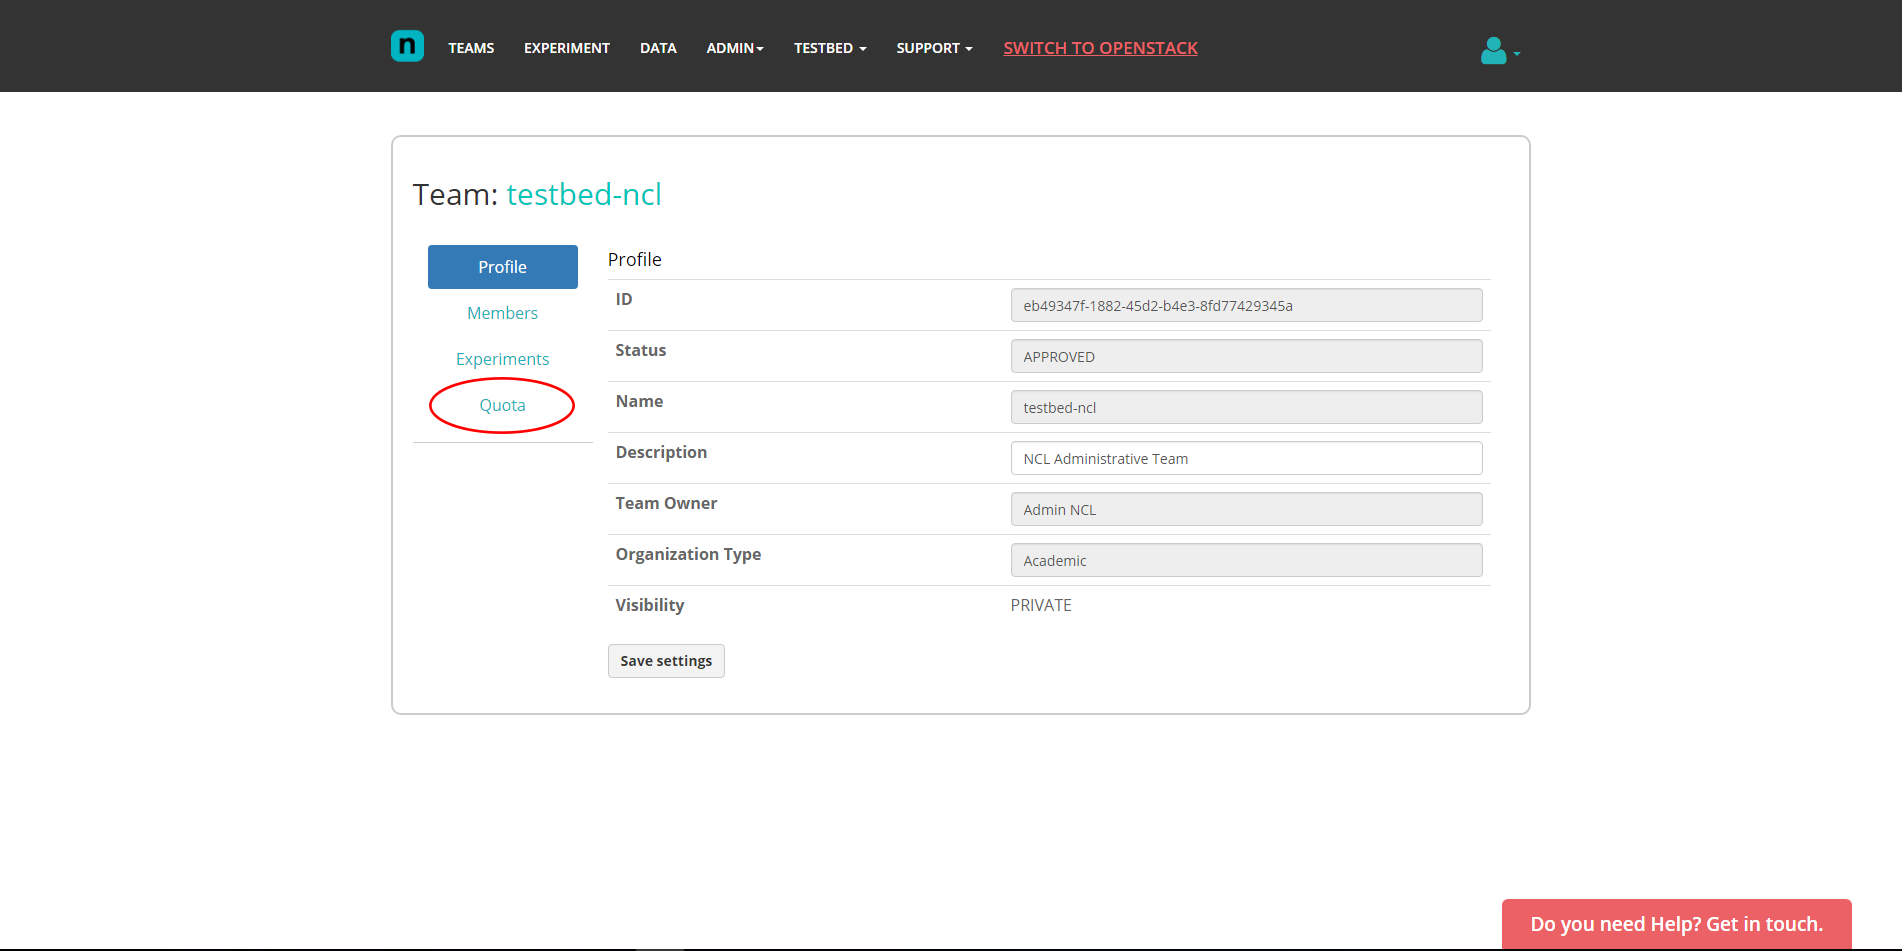 n TEAMS EXPERIMENT DATA ADMIN TESTBED SUPPORT SWITCH TO OPENSTACK
Team: testbed-ncl
Profile
Members
Experiments
Quota
Profile
ID eb49347f-1882-45d2-b4e3-8fd77429345a
Status APPROVED
Name testbed-ncl
Description NCL Administrative Team
Team Owner Admin NCL
Organization Type Academic
Visibility PRIVATE
Save settings
Do you need Help? Get in touch.